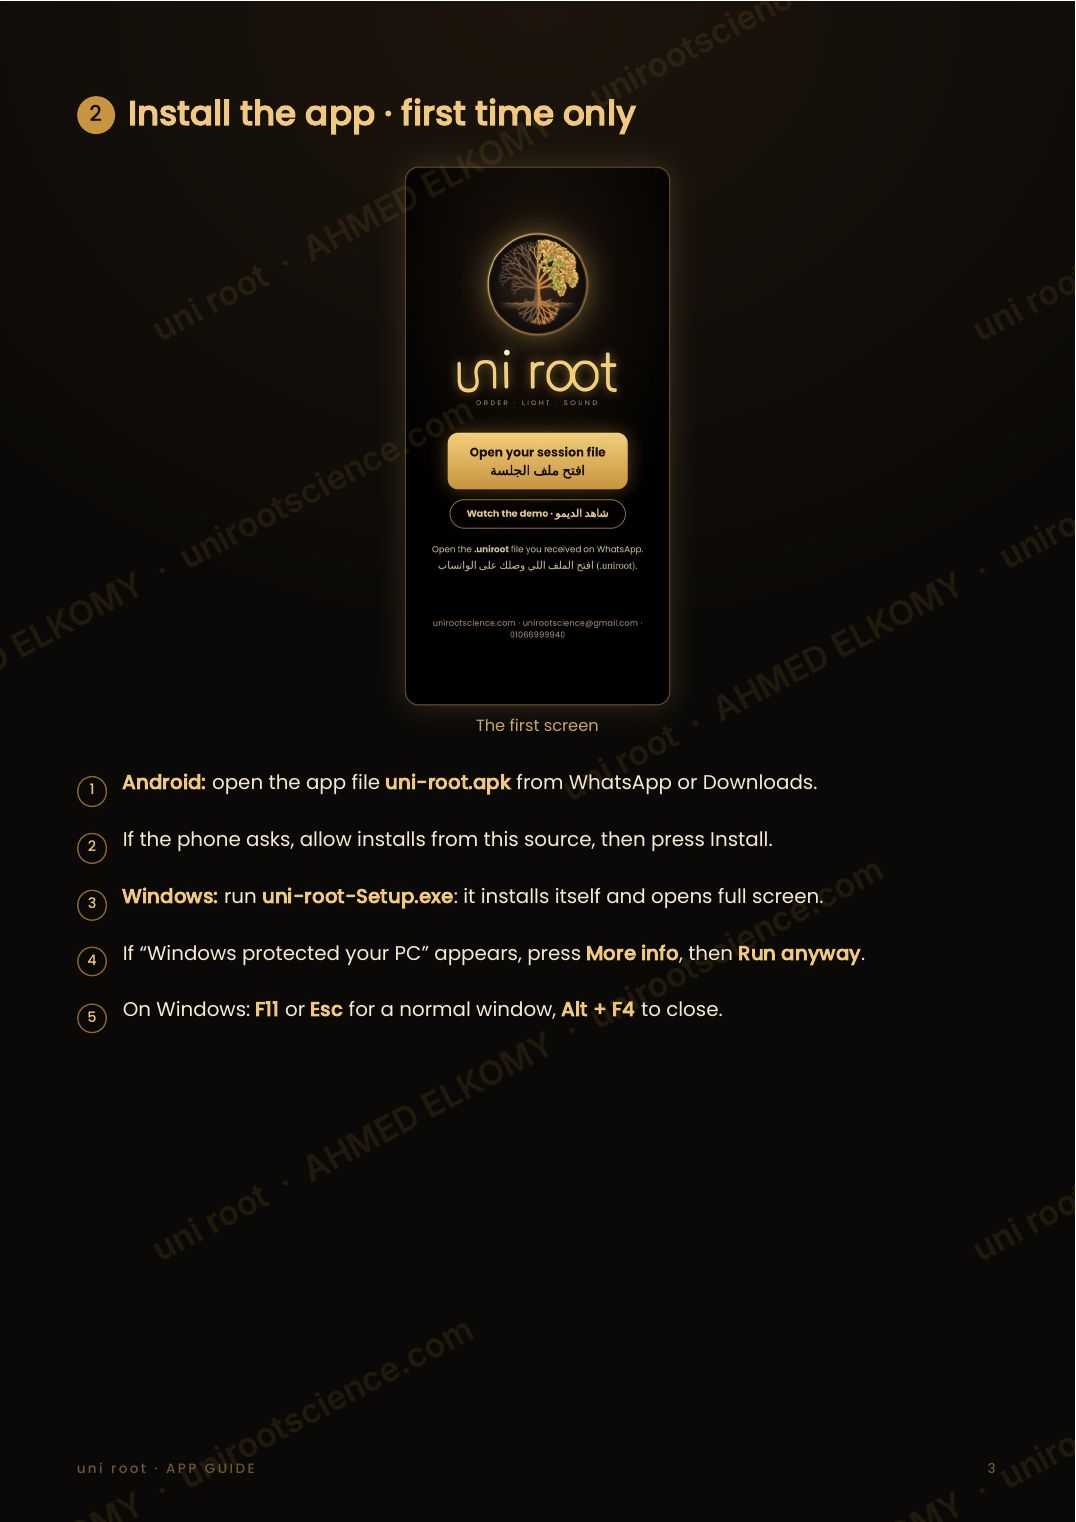 2 Install the app · first time only
uni root
ORDER · LIGHT · SOUND
Open your session file
افتح ملف الجلسة
Watch the demo · شاهد الديمو
Open the .uniroot file you received on WhatsApp.
افتح الملف اللي وصلك على الواتساب (.uniroot).
unirootscience.com · unirootscience@gmail.com ·
01066999940
The first screen
1 Android: open the app file uni-root.apk from WhatsApp or Downloads.
2 If the phone asks, allow installs from this source, then press Install.
3 Windows: run uni-root-Setup.exe: it installs itself and opens full screen.
4 If “Windows protected your PC” appears, press More info, then Run anyway.
5 On Windows: F11 or Esc for a normal window, Alt + F4 to close.
uni root · APP GUIDE
3
uni root · AHMED ELKOMY · unirootscience.com